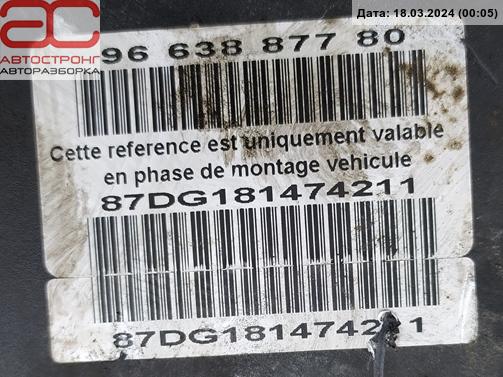 Дата: 18.03.2024 (00:05)
АВТОСТРОНГ
АВТОРАЗБОРКА
96 638 877 80
Cette reference est uniquement valable
en phase de montage vehicule
87DG181474211
87DG181474211